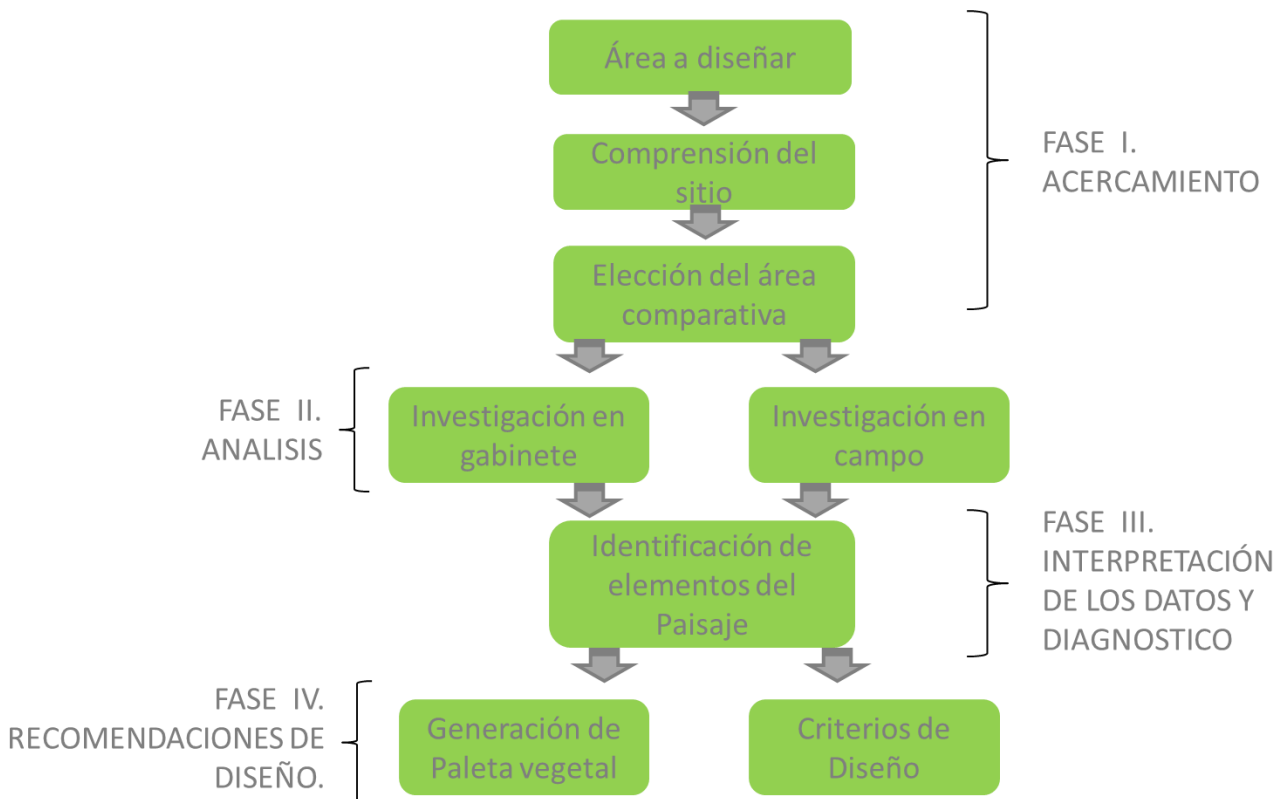 Área a diseñar
Comprensión del
sitio
FASE I.
ACERCAMIENTO
Elección del área
comparativa
FASE II.
ANALISIS
Investigación en
gabinete
Investigación en
campo
Identificación de
elementos del
Paisaje
FASE III.
INTERPRETACIÓN
DE LOS DATOS Y
DIAGNOSTICO
FASE IV.
RECOMENDACIONES DE
DISEÑO.
Generación de
Paleta vegetal
Criterios de
Diseño